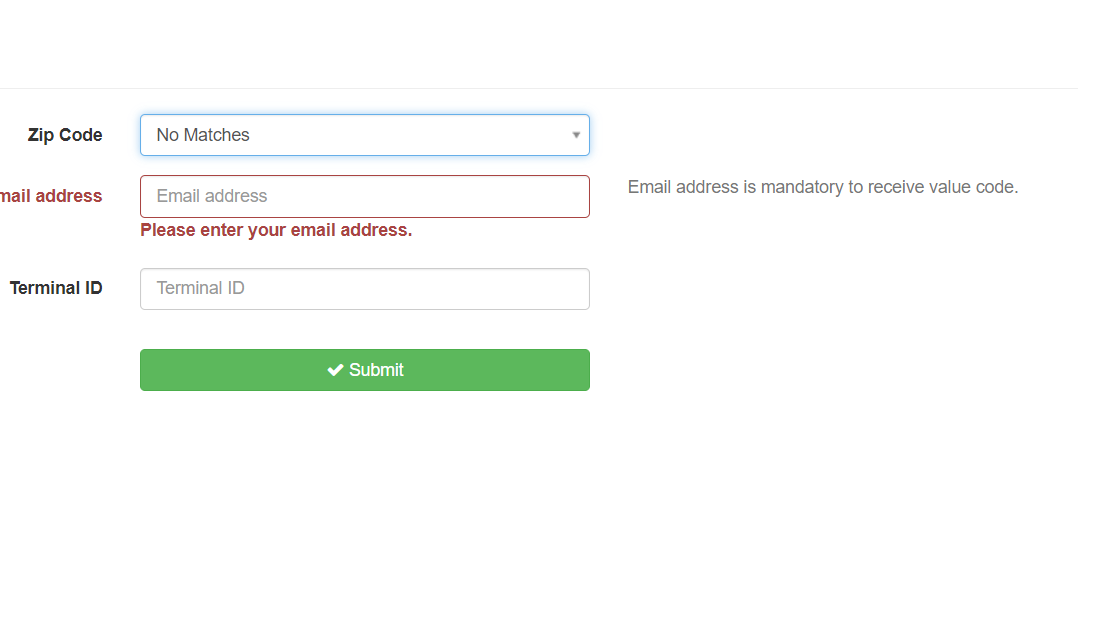 Zip Code No Matches
mail address Email address Email address is mandatory to receive value code.
Please enter your email address.
Terminal ID Terminal ID
Submit